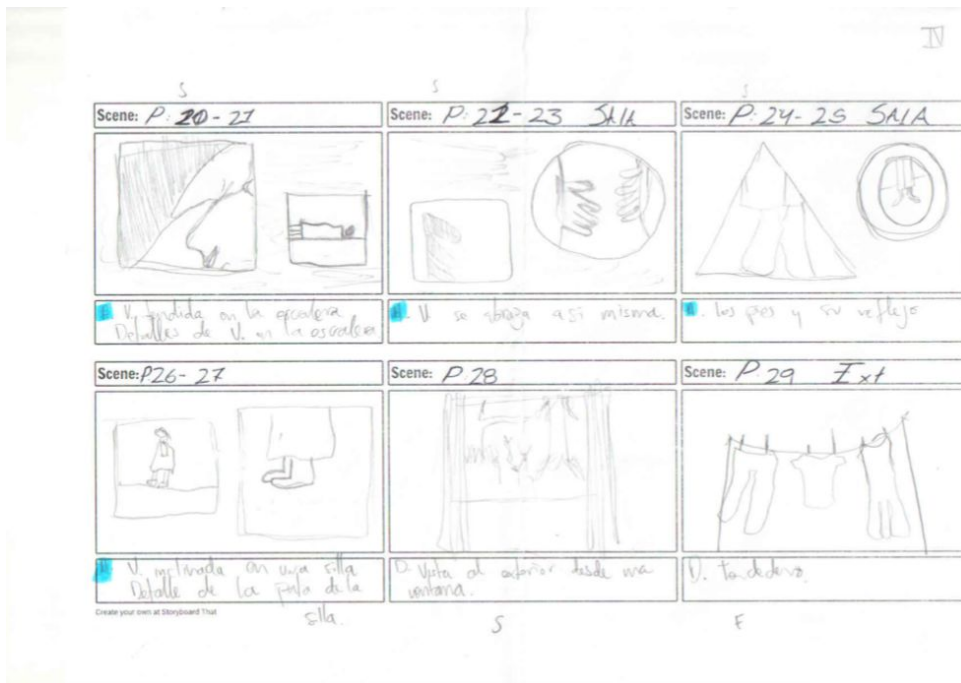 IV
S
S
S
Scene: P. 20-21
Scene: P. 22-23 SAlA
Scene: P. 24-25 SAlA
V. tendida en la escalera
Detalles de V. en la escalera
V se abraza a si misma.
los pies y su reflejo
Scene: P26-27
Scene: P 28
Scene: P 29 Ext
V. inclinada en una silla
Detalle de la pata de la
silla.
D. Vista al exterior desde una
ventana.
D. tendedero.
Create your own at Storyboard That
S
E